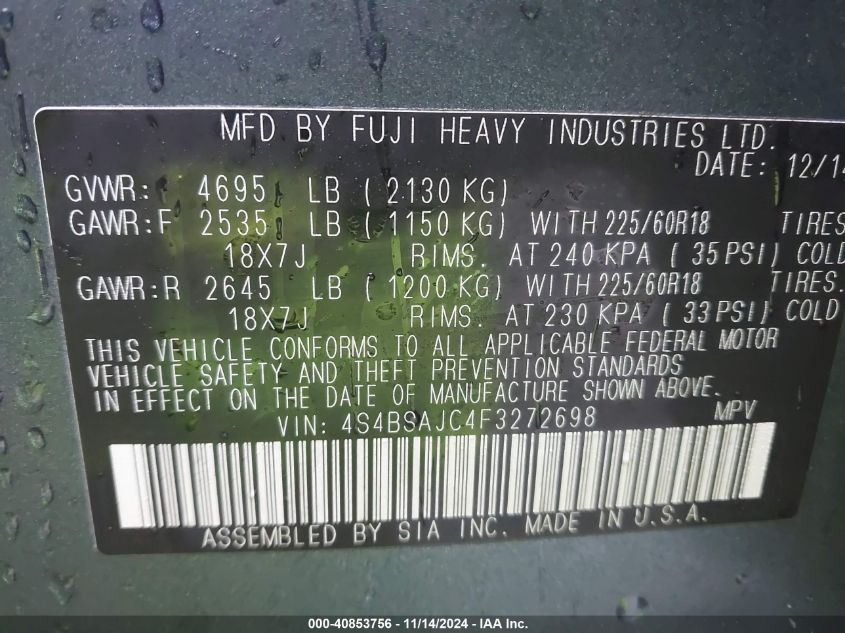 MFD BY FUJI HEAVY INDUSTRIES LTD.
DATE: 12/14
GVWR: 4695 LB ( 2130 KG)
GAWR:F 2535 LB ( 1150 KG) WITH 225/60R18 TIRES
18X7J RIMS. AT 240 KPA ( 35 PSI) COLD
GAWR:R 2645 LB ( 1200 KG) WITH 225/60R18 TIRES.
18X7J RIMS. AT 230 KPA ( 33 PSI) COLD
THIS VEHICLE CONFORMS TO ALL APPLICABLE FEDERAL MOTOR
VEHICLE SAFETY AND THEFT PREVENTION STANDARDS
IN EFFECT ON THE DATE OF MANUFACTURE SHOWN ABOVE.
VIN: 4S4BSAJC4F3272698 MPV
ASSEMBLED BY SIA INC. MADE IN U.S.A.
000-40853756 - 11/14/2024 - IAA Inc.